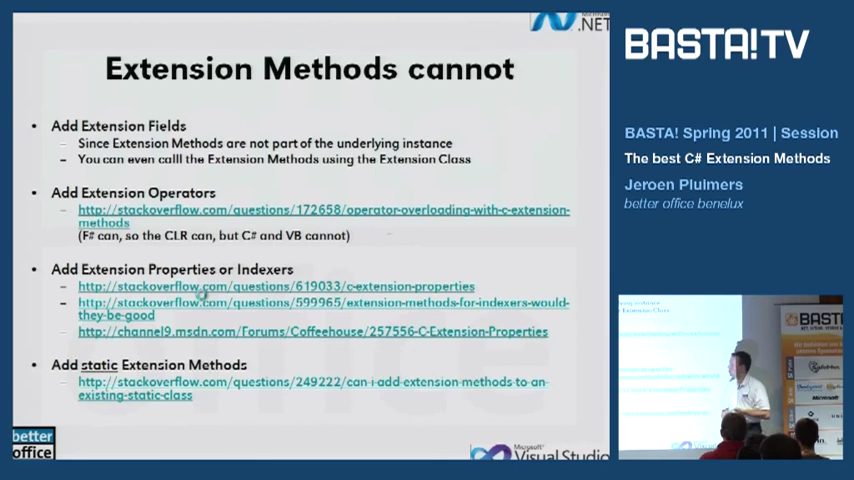 .NET
Extension Methods cannot
• Add Extension Fields
– Since Extension Methods are not part of the underlying instance
– You can even calll the Extension Methods using the Extension Class
• Add Extension Operators
– http://stackoverflow.com/questions/172658/operator-overloading-with-c-extension-
methods
(F# can, so the CLR can, but C# and VB cannot)
• Add Extension Properties or Indexers
– http://stackoverflow.com/questions/619033/c-extension-properties
– http://stackoverflow.com/questions/599965/extension-methods-for-indexers-would-
they-be-good
– http://channel9.msdn.com/Forums/Coffeehouse/257556-C-Extension-Properties
• Add static Extension Methods
– http://stackoverflow.com/questions/249222/can-i-add-extension-methods-to-an-
existing-static-class
better
office
Microsoft
Visual Studio
BASTA!TV
BASTA! Spring 2011 | Session
The best C# Extension Methods
Jeroen Pluimers
better office benelux
BASTA